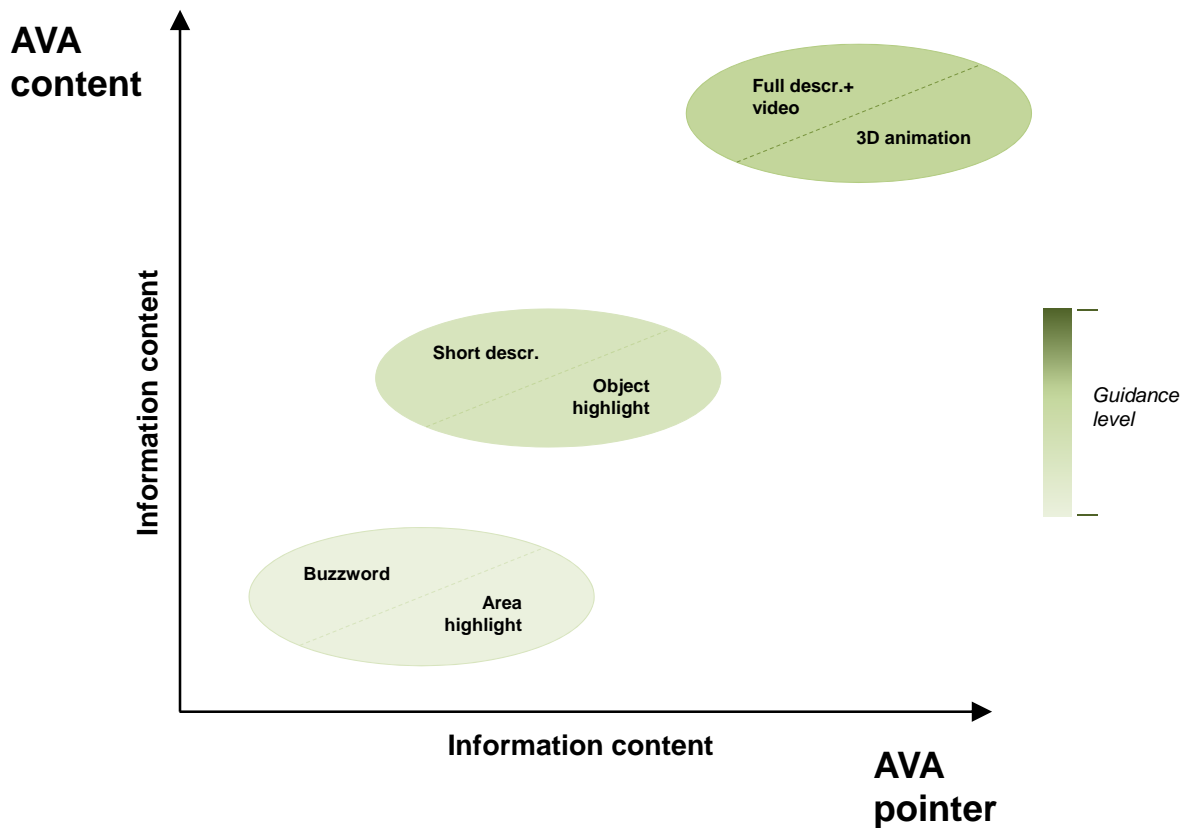 AVA
content
Full descr.+
video
3D animation
Information content
Short descr.
Object
highlight
Guidance
level
Buzzword
Area
highlight
Information content
AVA
pointer